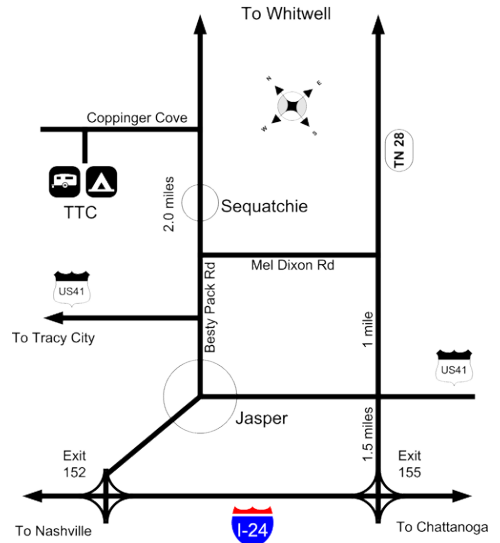 To Whitwell
N
E
W
S
Coppinger Cove
TN 28
TTC
2.0 miles
Sequatchie
Mel Dixon Rd
Besty Pack Rd
US41
To Tracy City
1 mile
US41
Jasper
1.5 miles
Exit
152
Exit
155
To Nashville
I-24
To Chattanoga